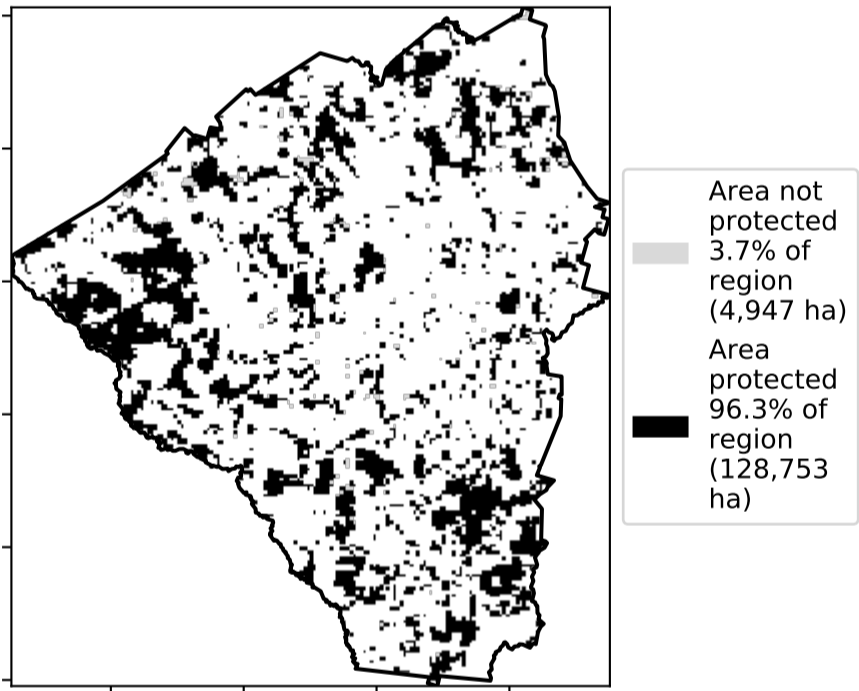 Area not
protected
3.7% of
region
(4,947 ha)
Area
protected
96.3% of
region
(128,753
ha)